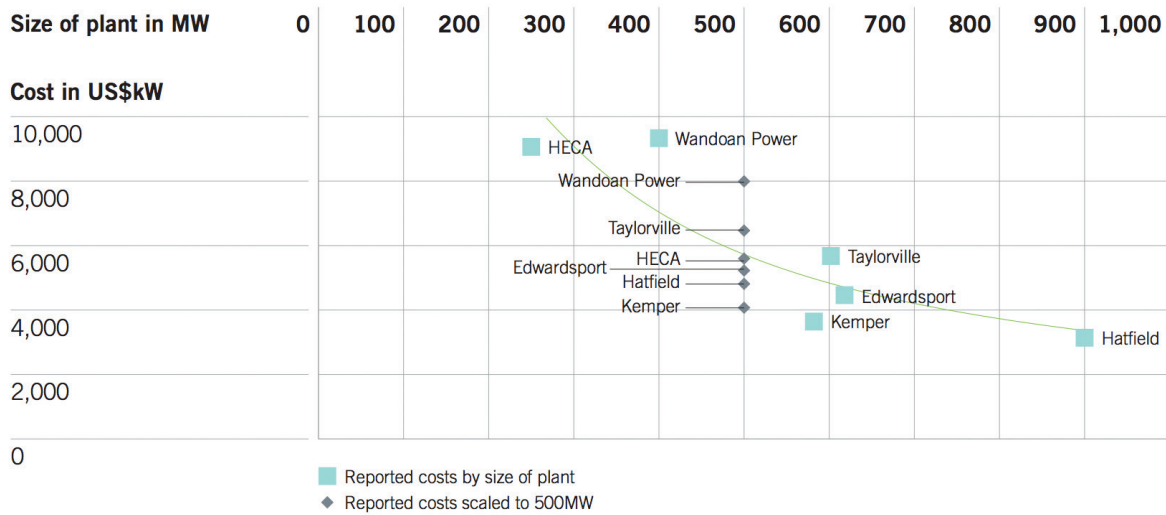 Size of plant in MW 0 100 200 300 400 500 600 700 800 900 1,000
Cost in US$kW
10,000
HECA
Wandoan Power
Wandoan Power
8,000
Taylorville
HECA
Taylorville
6,000
Edwardsport
Hatfield
Edwardsport
Kemper
Kemper
4,000
Hatfield
2,000
0
Reported costs by size of plant
Reported costs scaled to 500MW